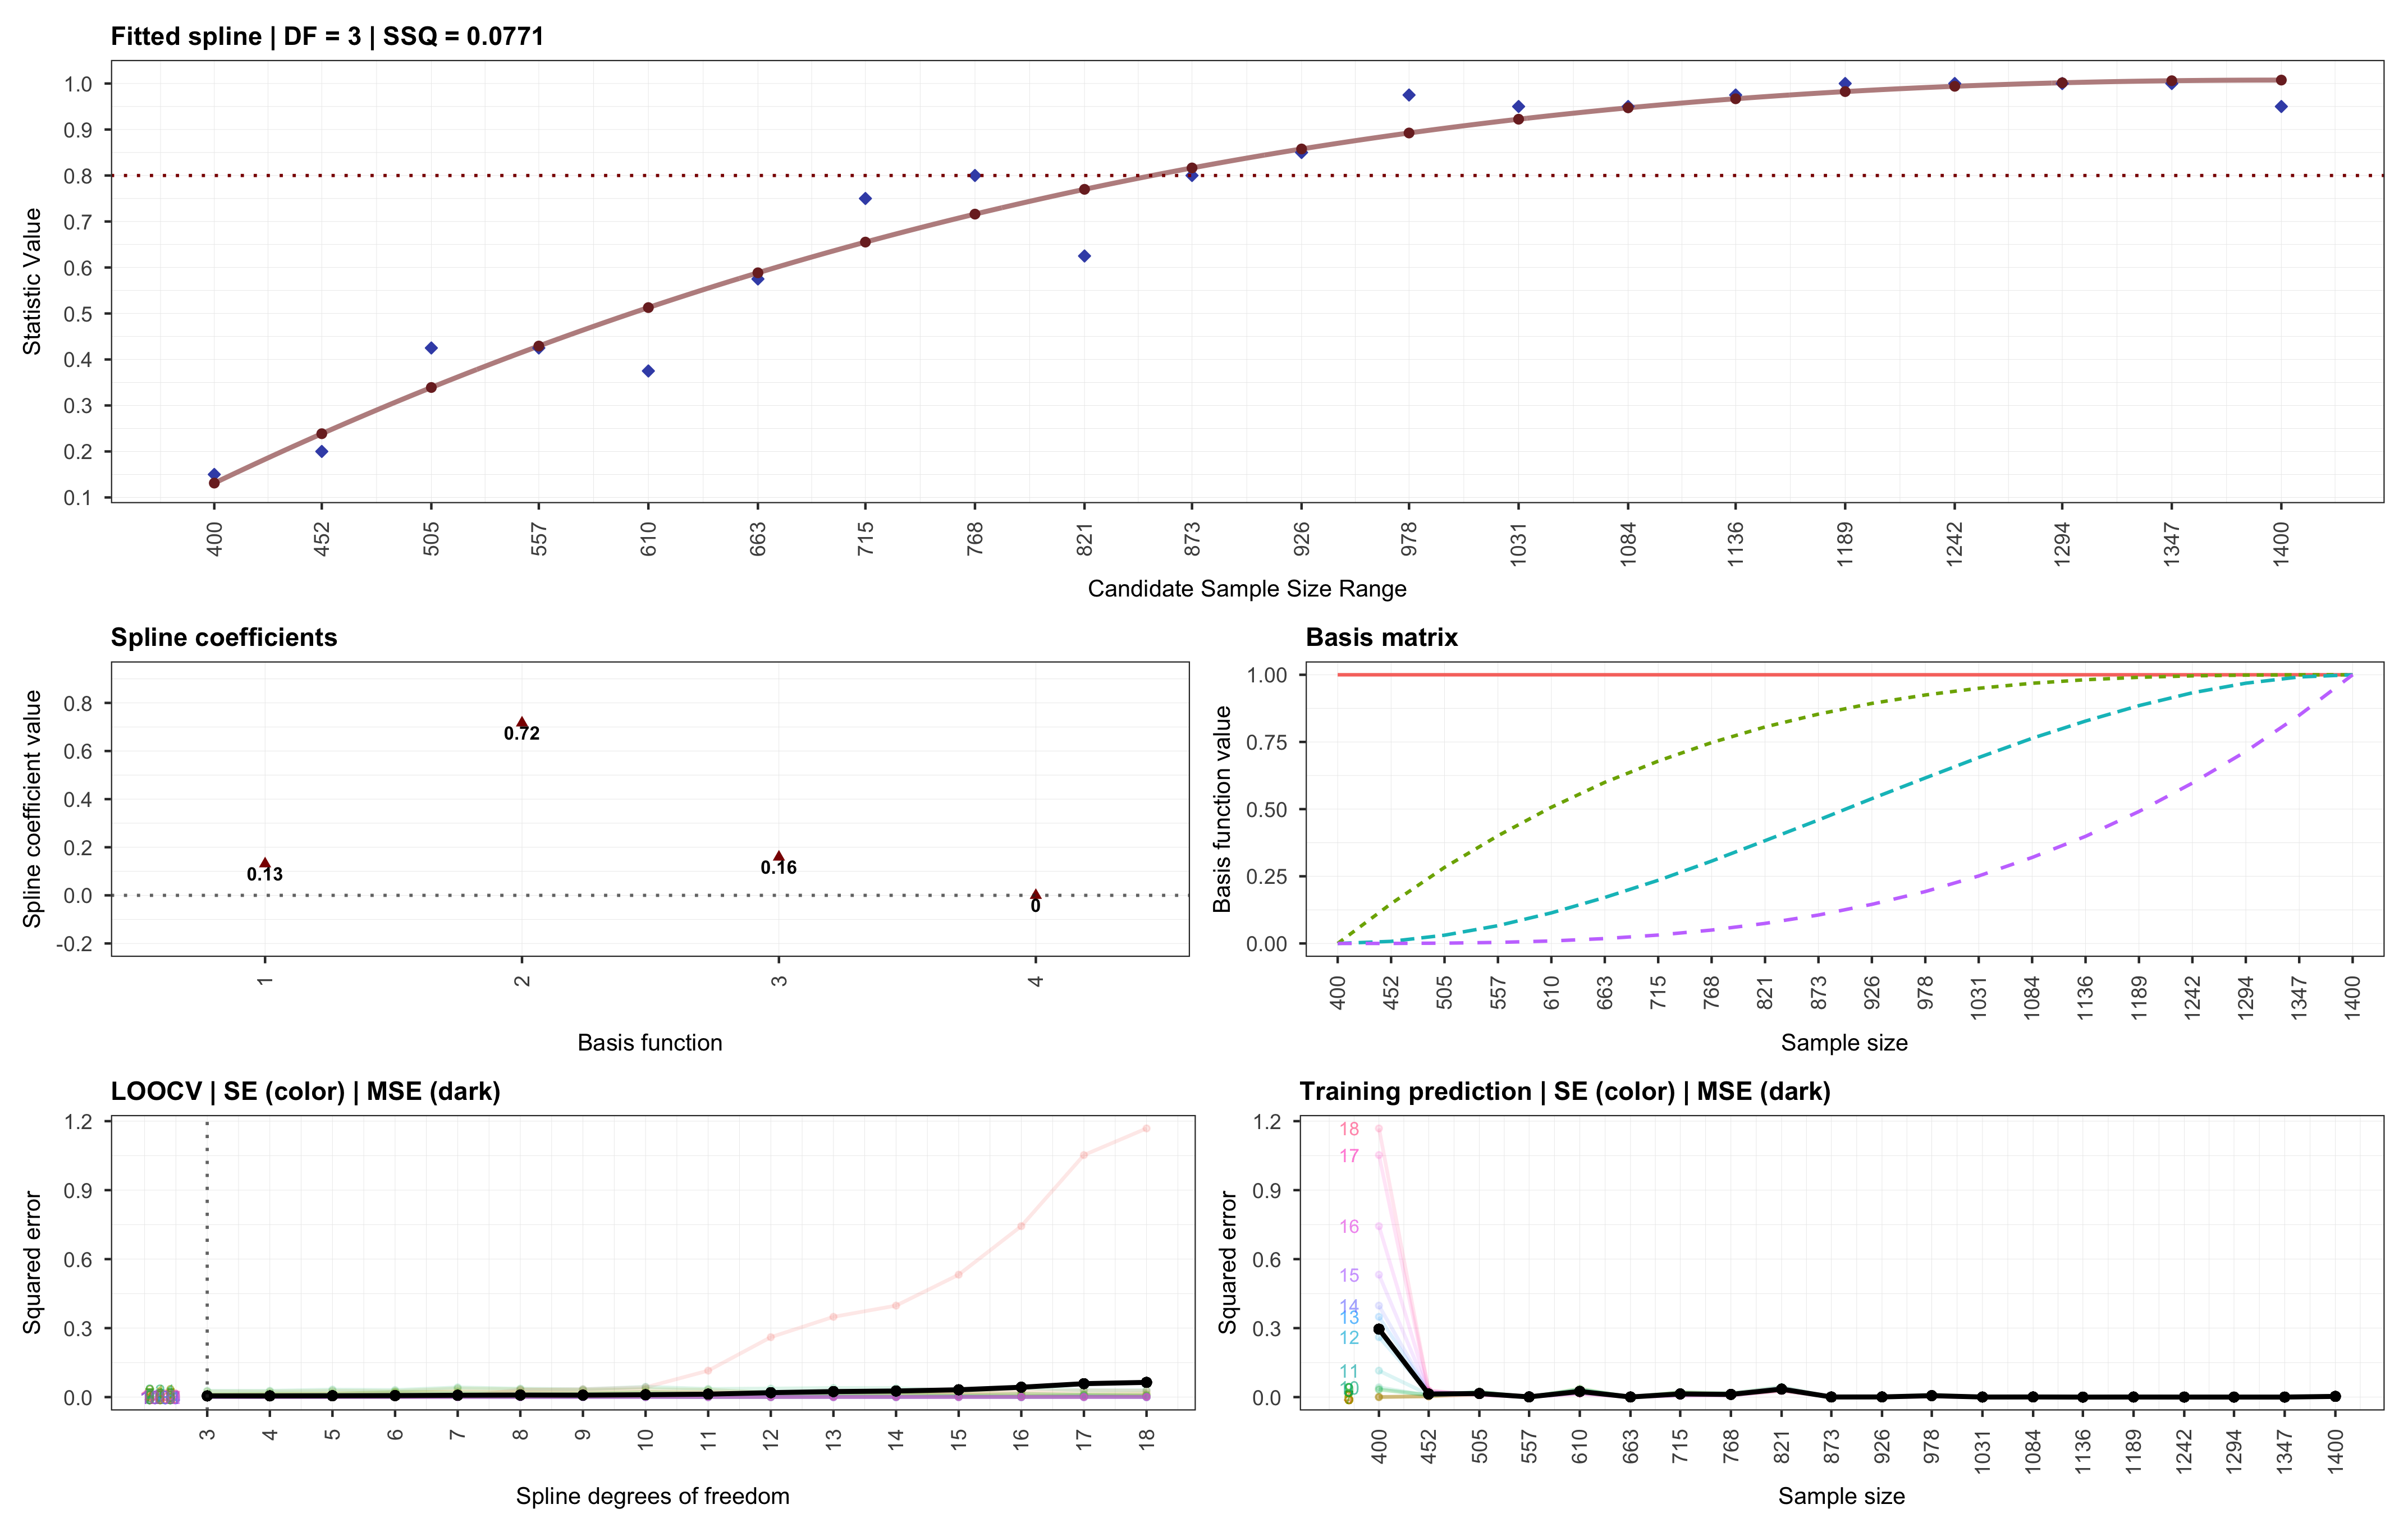 Fitted spline | DF = 3 | SSQ = 0.0771
Statistic Value
1.0
0.9
0.8
0.7
0.6
0.5
0.4
0.3
0.2
0.1
400 452 505 557 610 663 715 768 821 873 926 978 1031 1084 1136 1189 1242 1294 1347 1400
Candidate Sample Size Range
Spline coefficients
Spline coefficient value
0.8
0.6
0.4
0.2
0.0
-0.2
0.13
0.72
0.16
0
1 2 3 4
Basis function
Basis matrix
Basis function value
1.00
0.75
0.50
0.25
0.00
400 452 505 557 610 663 715 768 821 873 926 978 1031 1084 1136 1189 1242 1294 1347 1400
Sample size
LOOCV | SE (color) | MSE (dark)
Squared error
1.2
0.9
0.6
0.3
0.0
3 4 5 6 7 8 9 10 11 12 13 14 15 16 17 18
Spline degrees of freedom
Training prediction | SE (color) | MSE (dark)
Squared error
1.2
0.9
0.6
0.3
0.0
18
17
16
15
14
13
12
11
10
400 452 505 557 610 663 715 768 821 873 926 978 1031 1084 1136 1189 1242 1294 1347 1400
Sample size